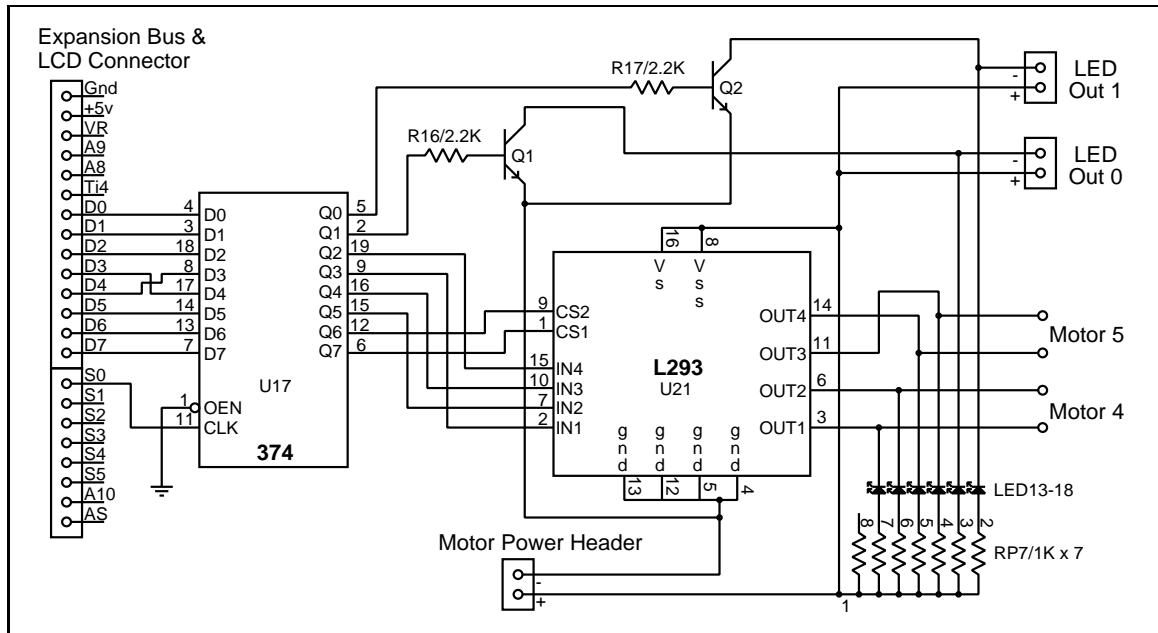 Expansion Bus &
LCD Connector
Gnd
+5v
VR
A9
A8
Ti4
D0
D1
D2
D3
D4
D5
D6
D7
S0
S1
S2
S3
S4
S5
A10
AS
4 D0
3 D1
18 D2
8 D3
17 D4
14 D5
13 D6
7 D7
U17
1 OEN
11 CLK
374
Q0 5
Q1 2
Q2 19
Q3 9
Q4 16
Q5 15
Q6 12
Q7 6
R16/2.2K
Q1
R17/2.2K
Q2
LED
Out 1
-
+
LED
Out 0
-
+
16 8
Vs Vss
9 CS2
1 CS1
15 IN4
10 IN3
7 IN2
2 IN1
L293
U21
OUT4 14
OUT3 11
OUT2 6
OUT1 3
gnd gnd gnd gnd
13 12 5 4
Motor 5
Motor 4
LED13-18
8 7 6 5 4 3 2
RP7/1K x 7
1
Motor Power Header
-
+